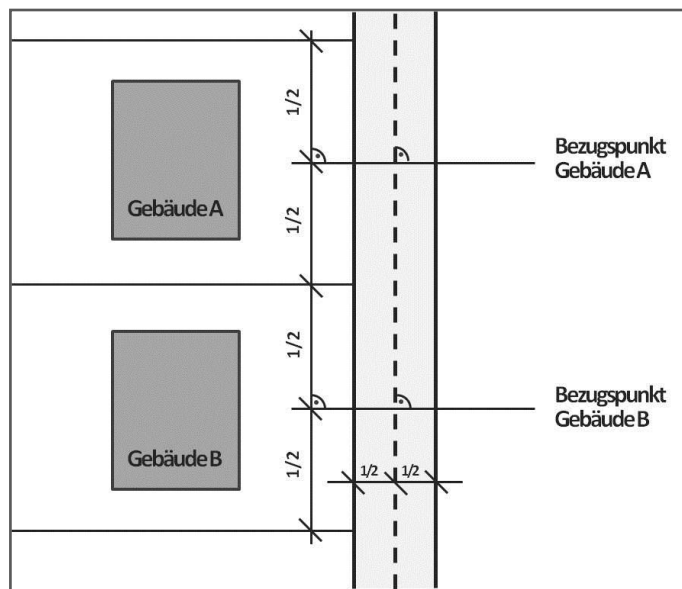 1/2
Bezugspunkt
Gebäude A
Gebäude A
1/2
1/2
Bezugspunkt
Gebäude B
Gebäude B
1/2
1/2 1/2